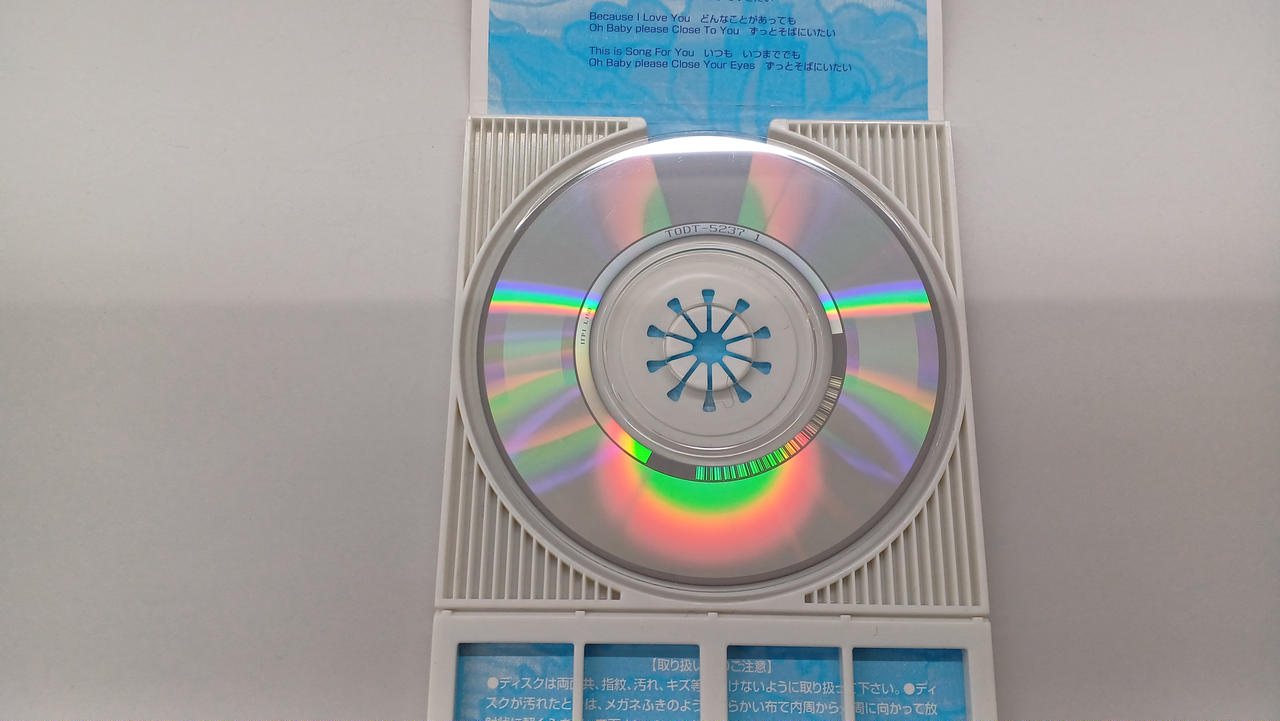 Because I Love You　どんなことがあっても
Oh Baby please Close To You　ずっとそばにいたい
This is Song For You　いつも　いつまででも
Oh Baby please Close Your Eyes　ずっとそばにいたい
TODT-5237 1
IFPI
【取り扱い のご注意】
●ディスクは両面共、指紋、汚れ、キズ等 けないように取り扱っ 下さい。●ディ
スクが汚れたと は、メガネふきのよう らかい布で内周から 周に向かって放